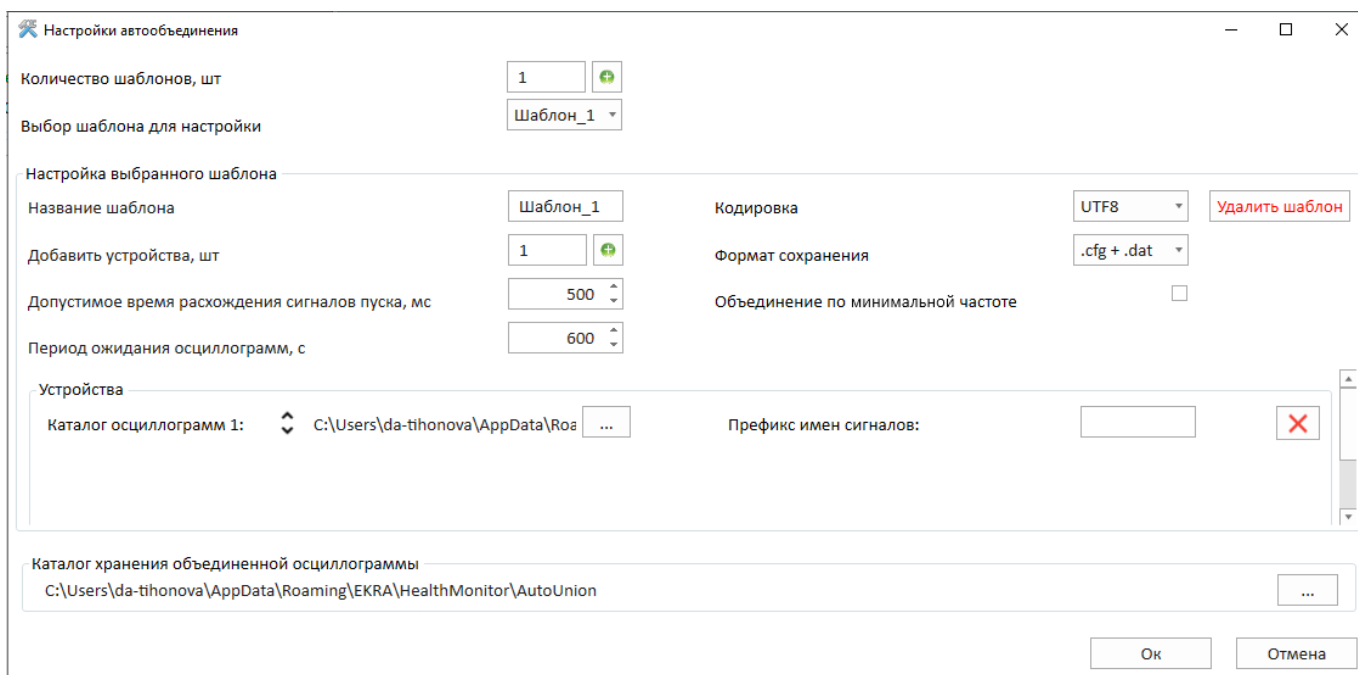 Настройки автообъединения
Количество шаблонов, шт 1
Выбор шаблона для настройки Шаблон_1
Настройка выбранного шаблона
Название шаблона Шаблон_1 Кодировка UTF8 Удалить шаблон
Добавить устройства, шт 1 Формат сохранения .cfg + .dat
Допустимое время расхождения сигналов пуска, мс 500 Объединение по минимальной частоте
Период ожидания осциллограмм, с 600
Устройства
Каталог осциллограмм 1: C:\Users\da-tihonova\AppData\Roa ... Префикс имен сигналов:
Каталог хранения объединенной осциллограммы
C:\Users\da-tihonova\AppData\Roaming\EKRA\HealthMonitor\AutoUnion ...
Ок Отмена